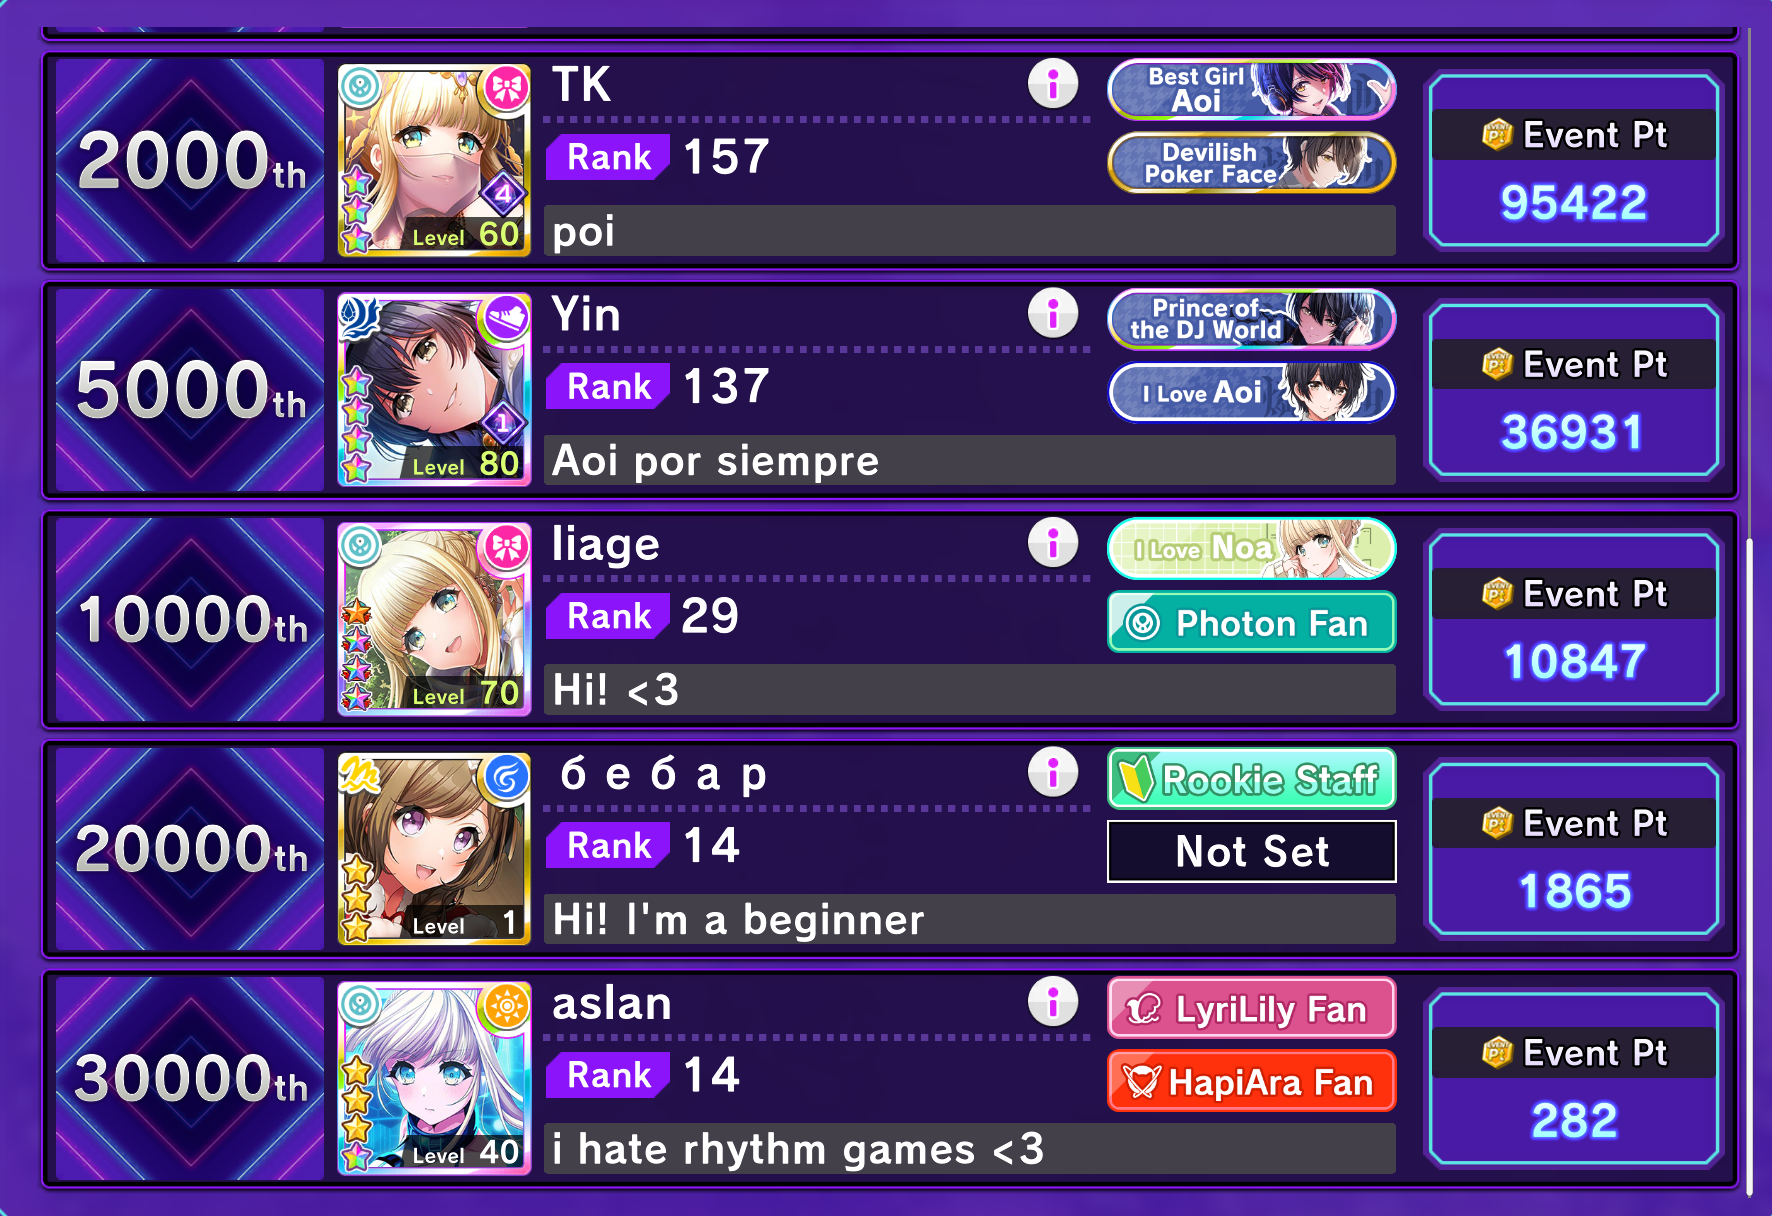 2000th
4
Level 60
TK
Rank 157
poi
Best Girl
Aoi
Devilish
Poker Face
Event Pt
95422
5000th
1
Level 80
Yin
Rank 137
Aoi por siempre
Prince of
the DJ World
I Love Aoi
Event Pt
36931
10000th
Level 70
liage
Rank 29
Hi! <3
I Love Noa
Photon Fan
Event Pt
10847
20000th
Level 1
б е б а р
Rank 14
Hi! I'm a beginner
Rookie Staff
Not Set
Event Pt
1865
30000th
Level 40
aslan
Rank 14
i hate rhythm games <3
LyriLily Fan
HapiAra Fan
Event Pt
282